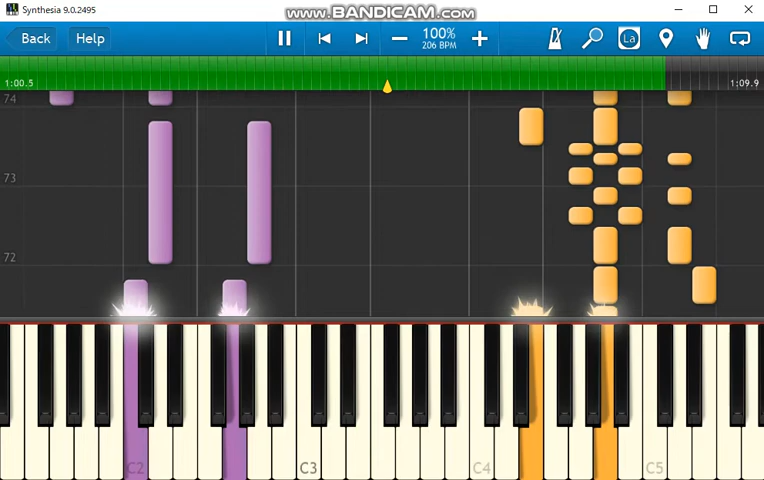 Synthesia 9.0.2495
www.BANDICAM.com
Back
Help
100%
206 BPM
La
1:00.5
1:09.9
74
73
72
C2
C3
C4
C5